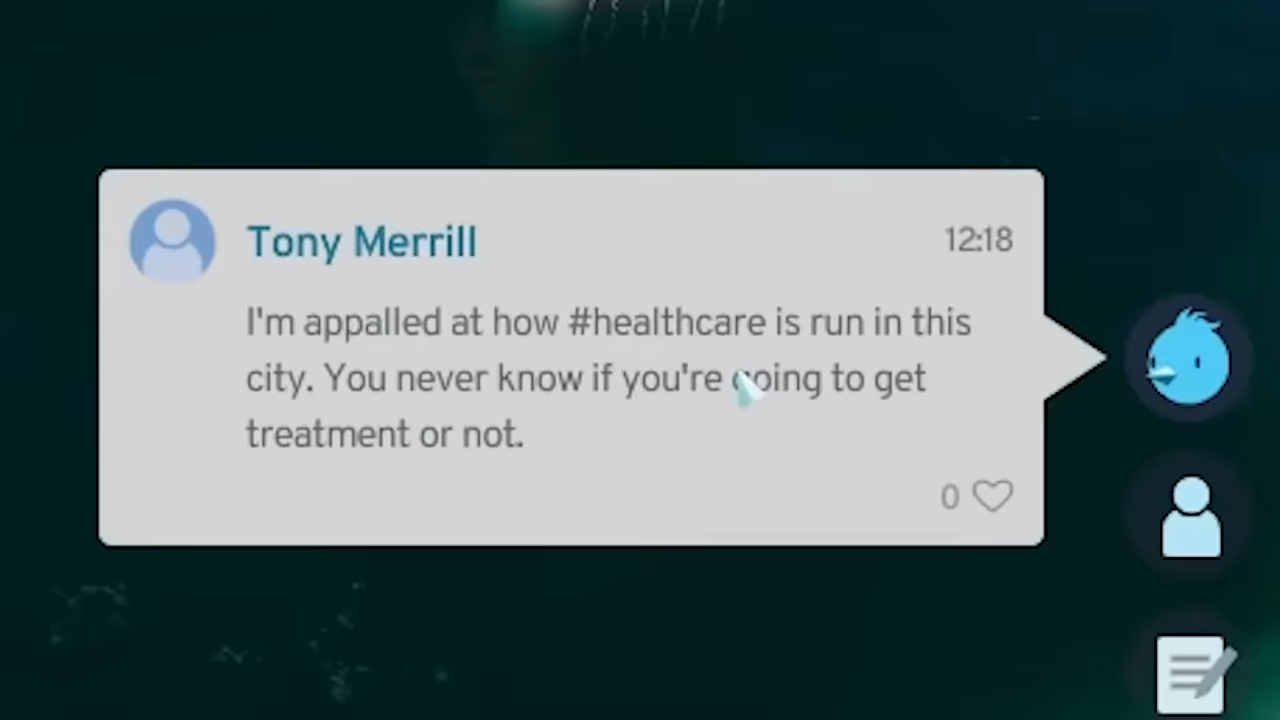 Tony Merrill
12:18
I'm appalled at how #healthcare is run in this
city. You never know if you're going to get
treatment or not.
0